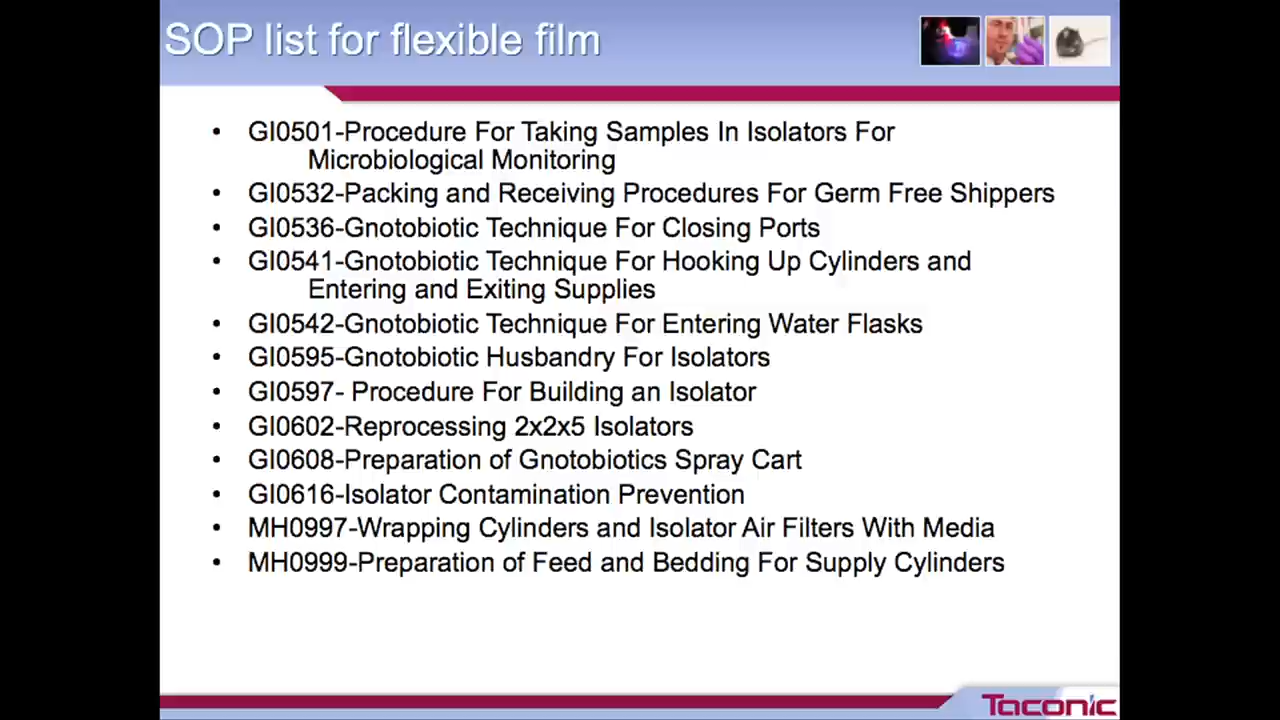 SOP list for flexible film
• GI0501-Procedure For Taking Samples In Isolators For
Microbiological Monitoring
• GI0532-Packing and Receiving Procedures For Germ Free Shippers
• GI0536-Gnotobiotic Technique For Closing Ports
• GI0541-Gnotobiotic Technique For Hooking Up Cylinders and
Entering and Exiting Supplies
• GI0542-Gnotobiotic Technique For Entering Water Flasks
• GI0595-Gnotobiotic Husbandry For Isolators
• GI0597- Procedure For Building an Isolator
• GI0602-Reprocessing 2x2x5 Isolators
• GI0608-Preparation of Gnotobiotics Spray Cart
• GI0616-Isolator Contamination Prevention
• MH0997-Wrapping Cylinders and Isolator Air Filters With Media
• MH0999-Preparation of Feed and Bedding For Supply Cylinders
Taconic